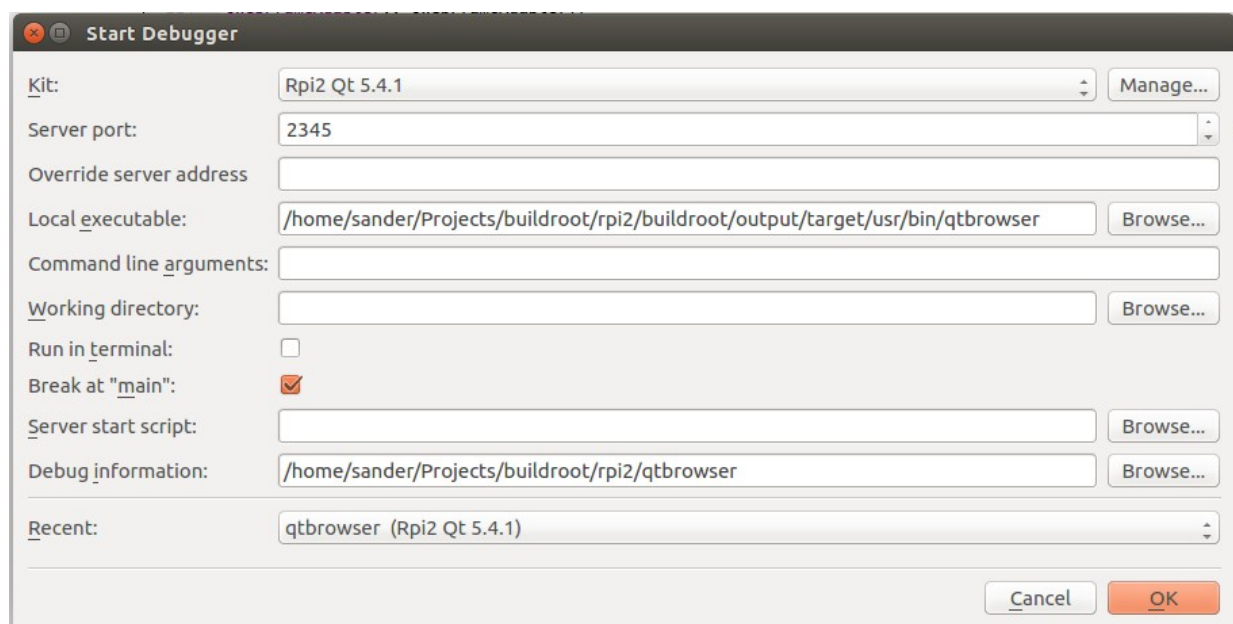 Start Debugger
Kit: Rpi2 Qt 5.4.1 Manage...
Server port: 2345
Override server address
Local executable: /home/sander/Projects/buildroot/rpi2/buildroot/output/target/usr/bin/qtbrowser Browse...
Command line arguments:
Working directory: Browse...
Run in terminal:
Break at "main":
Server start script: Browse...
Debug information: /home/sander/Projects/buildroot/rpi2/qtbrowser Browse...
Recent: qtbrowser (Rpi2 Qt 5.4.1)
Cancel OK